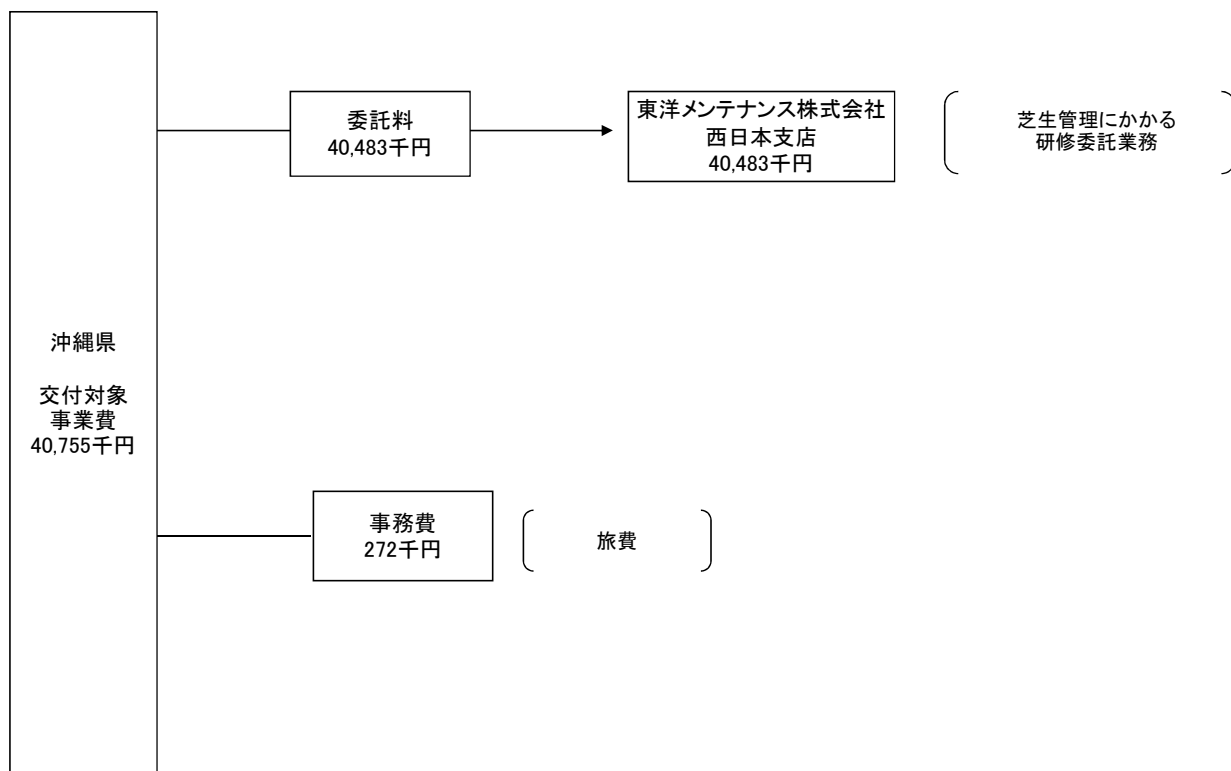 沖縄県
交付対象
事業費
40,755千円
委託料
40,483千円
東洋メンテナンス株式会社
西日本支店
40,483千円
芝生管理にかかる
研修委託業務
事務費
272千円
旅費